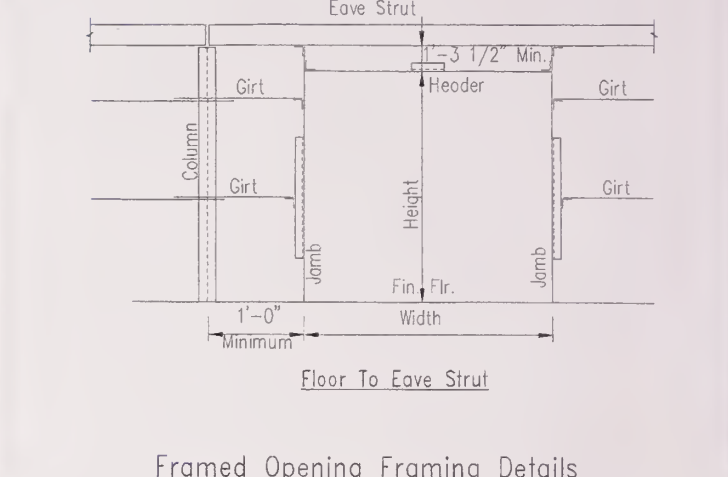 Eave Strut
1'-3 1/2" Min.
Girt
Heoder
Girt
Column
Girt
Height
Girt
Jamb
Jamb
Fin. Flr.
1'-0"
Width
Minimum
Floor To Eave Strut
Framed Opening Framing Details